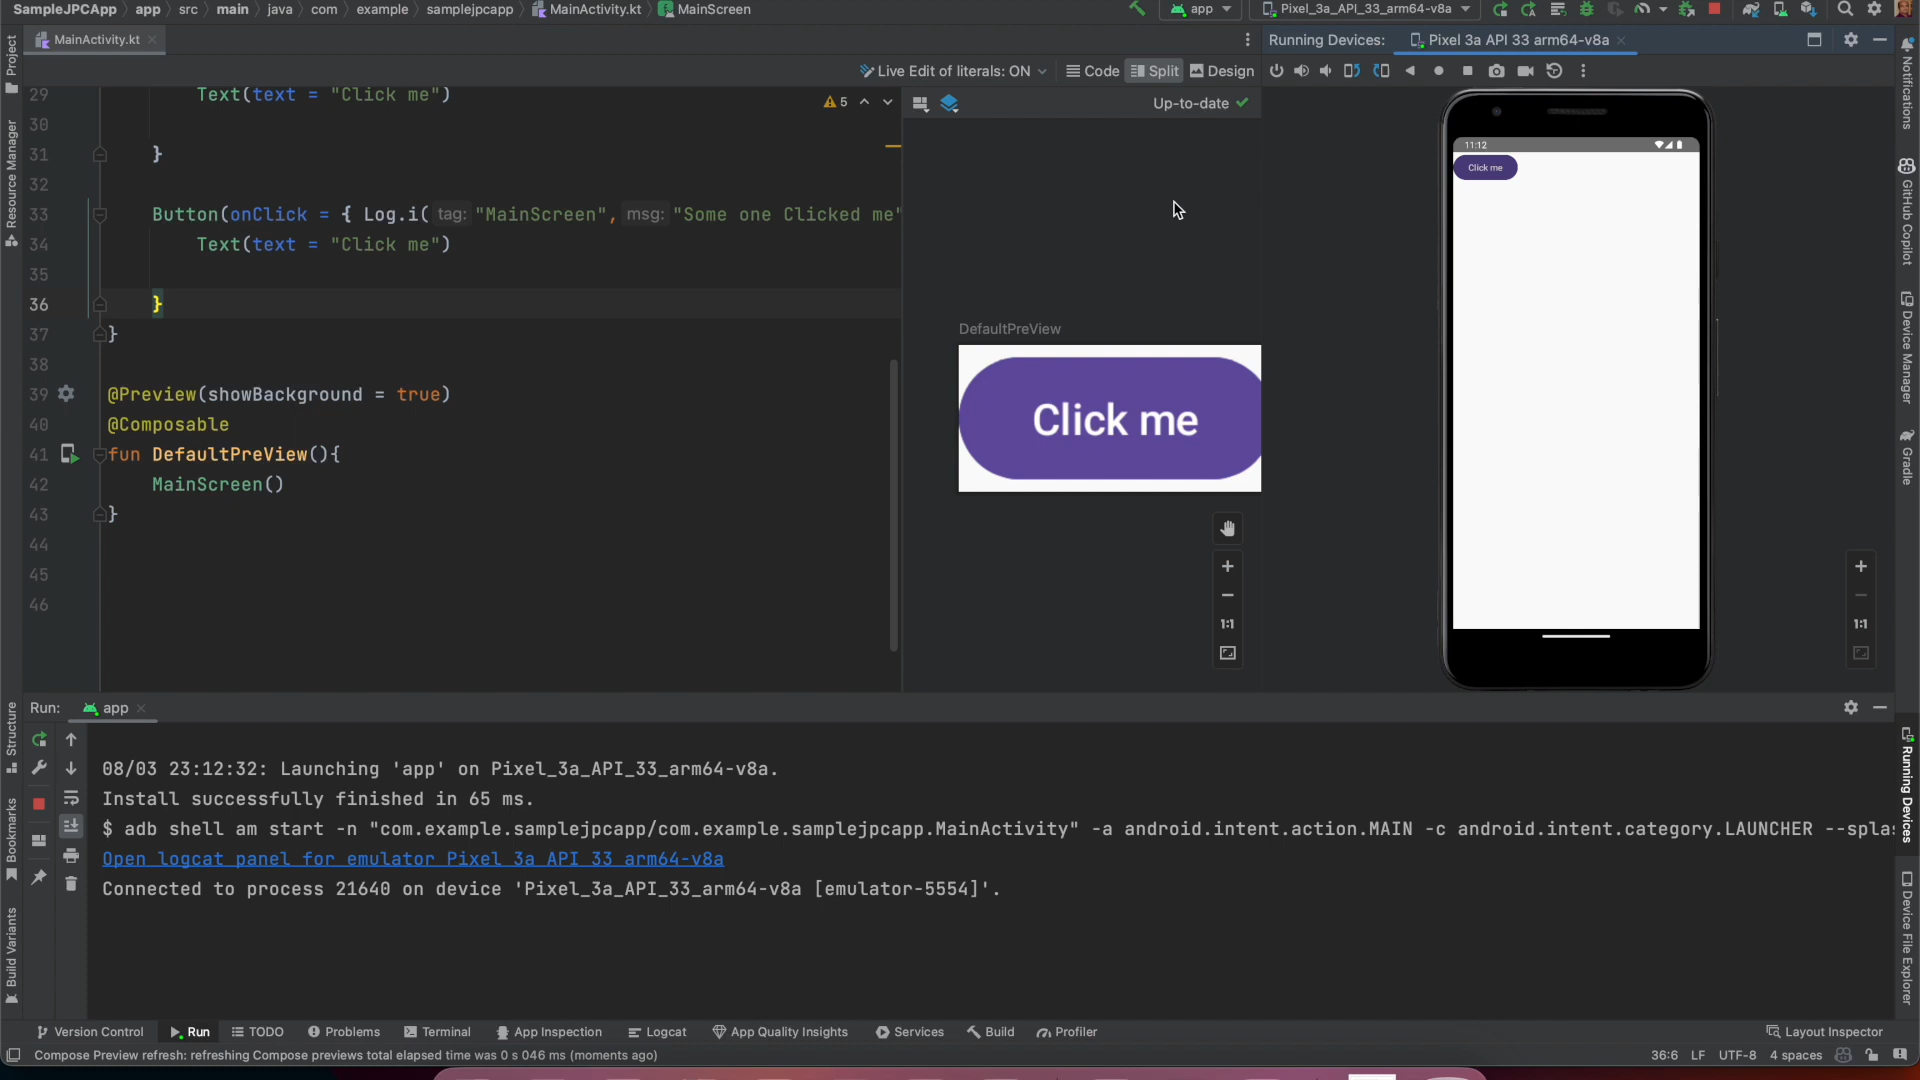 SampleJPCApp app src main java com example samplejpcapp MainActivity.kt MainScreen app Pixel_3a_API_33_arm64-v8a
MainActivity.kt
Running Devices: Pixel 3a API 33 arm64-v8a
Live Edit of literals: ON Code Split Design
29 Text(text = "Click me")
5
Up-to-date
30
31 }
32
33 Button(onClick = { Log.i( tag: "MainScreen", msg: "Some one Clicked me"
34 Text(text = "Click me")
35
36 }
37 }
38
39 @Preview(showBackground = true)
40 @Composable
41 fun DefaultPreView(){
42 MainScreen()
43 }
44
45
46
DefaultPreView
Click me
1:1
11:12
Click me
1:1
Project
Resource Manager
Structure
Bookmarks
Build Variants
Notifications
GitHub Copilot
Device Manager
Gradle
Running Devices
Device File Explorer
Run: app
08/03 23:12:32: Launching 'app' on Pixel_3a_API_33_arm64-v8a.
Install successfully finished in 65 ms.
$ adb shell am start -n "com.example.samplejpcapp/com.example.samplejpcapp.MainActivity" -a android.intent.action.MAIN -c android.intent.category.LAUNCHER --splas
Open logcat panel for emulator Pixel 3a API 33 arm64-v8a
Connected to process 21640 on device 'Pixel_3a_API_33_arm64-v8a [emulator-5554]'.
Version Control Run TODO Problems Terminal App Inspection Logcat App Quality Insights Services Build Profiler Layout Inspector
Compose Preview refresh: refreshing Compose previews total elapsed time was 0 s 046 ms (moments ago) 36:6 LF UTF-8 4 spaces